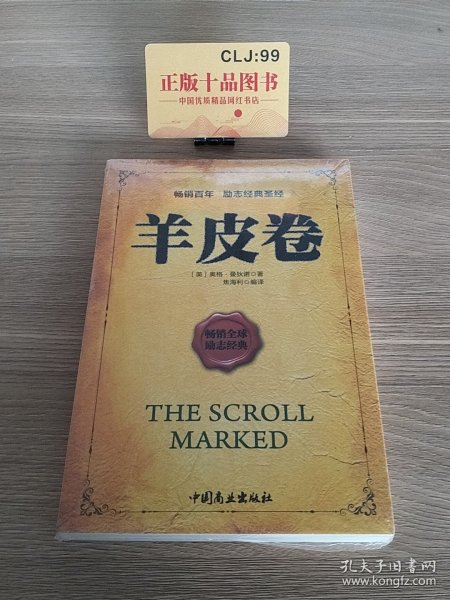 CLJ:99
正版十品图书
中国优质精品网红书店
畅销百年 励志经典圣经
羊皮卷
[美]奥格·曼狄诺◎著
焦海利◎编译
畅销全球
励志经典
THE SCROLL
MARKED
中国商业出版社
孔夫子旧书网
www.kongfz.com